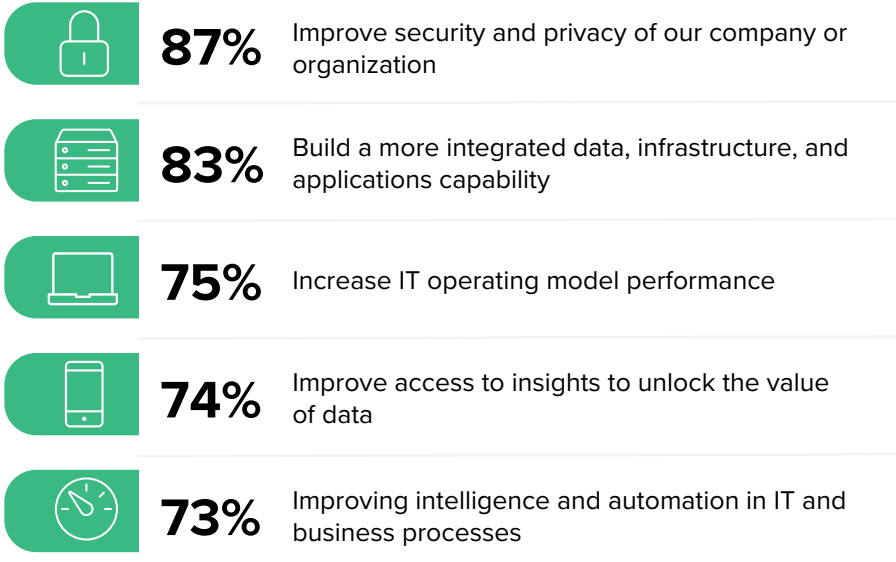 87%
Improve security and privacy of our company or
organization
83%
Build a more integrated data, infrastructure, and
applications capability
75%
Increase IT operating model performance
74%
Improve access to insights to unlock the value
of data
73%
Improving intelligence and automation in IT and
business processes